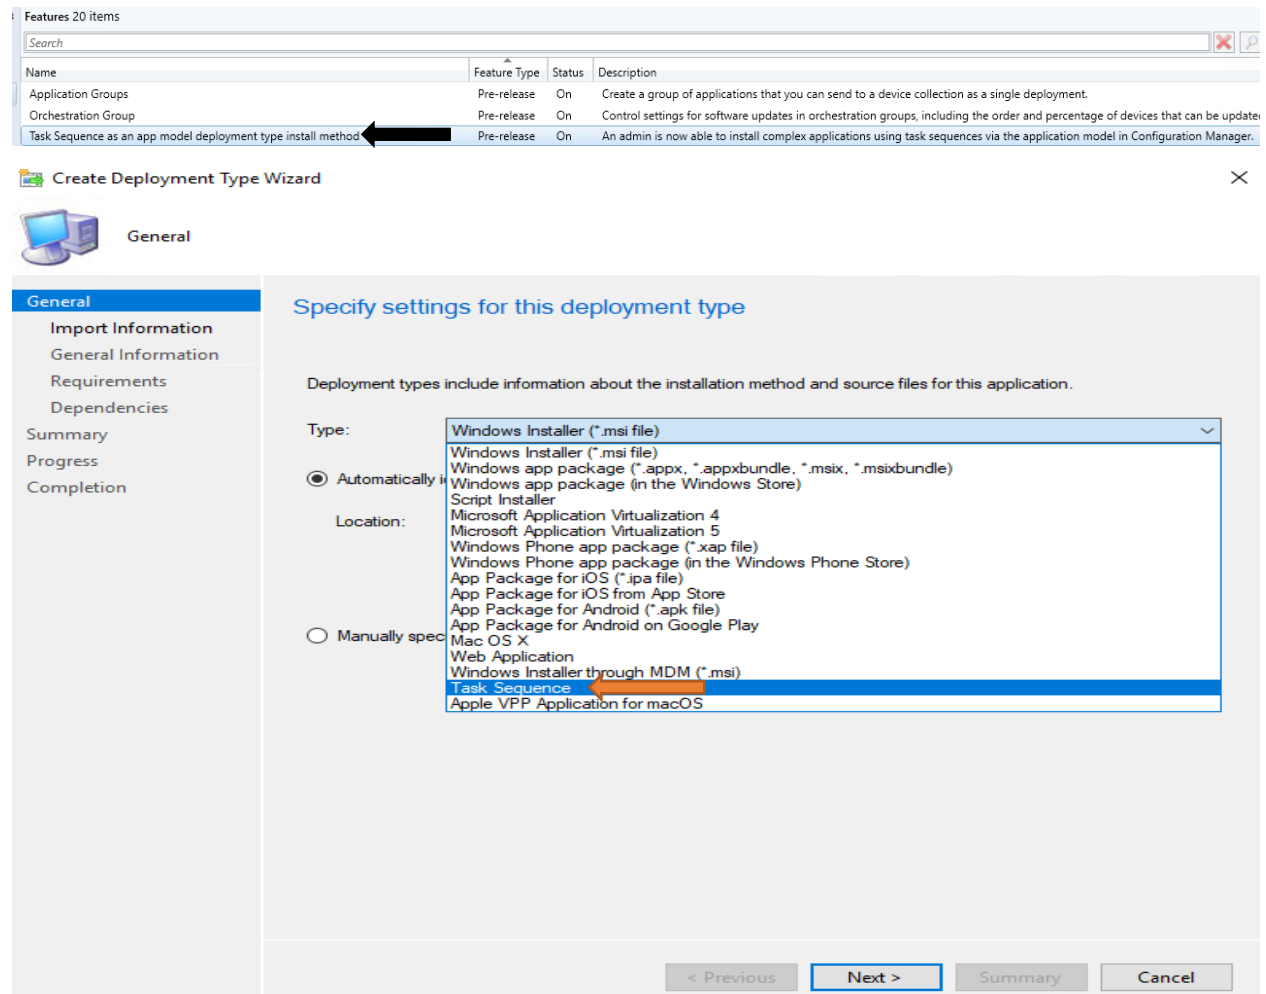 Features 20 items
Search
Name Feature Type Status Description
Application Groups Pre-release On Create a group of applications that you can send to a device collection as a single deployment.
Orchestration Group Pre-release On Control settings for software updates in orchestration groups, including the order and percentage of devices that can be
Task Sequence as an app model deployment type install method Pre-release On An admin is now able to install complex applications using task sequences via the application model in Configuration Manager.
Create Deployment Type Wizard
General
General
Import Information
General Information
Requirements
Dependencies
Summary
Progress
Completion
Specify settings for this deployment type
Deployment types include information about the installation method and source files for this application.
Type: Windows Installer (*.msi file)
Windows Installer (*.msi file)
Windows app package (*.appx, *.appxbundle, *.msix, *.msixbundle)
Automatically
Windows app package (in the Windows Store)
Script Installer
Location: Microsoft Application Virtualization 4
Microsoft Application Virtualization 5
Windows Phone app package (*.xap file)
Windows Phone app package (in the Windows Phone Store)
App Package for iOS (*.ipa file)
App Package for iOS from App Store
App Package for Android (*.apk file)
App Package for Android on Google Play
Manually Mac OS X
Web Application
Windows Installer through MDM (*.msi)
Task Sequence
Apple VPP Application for macOS
< Previous Next > Summary Cancel